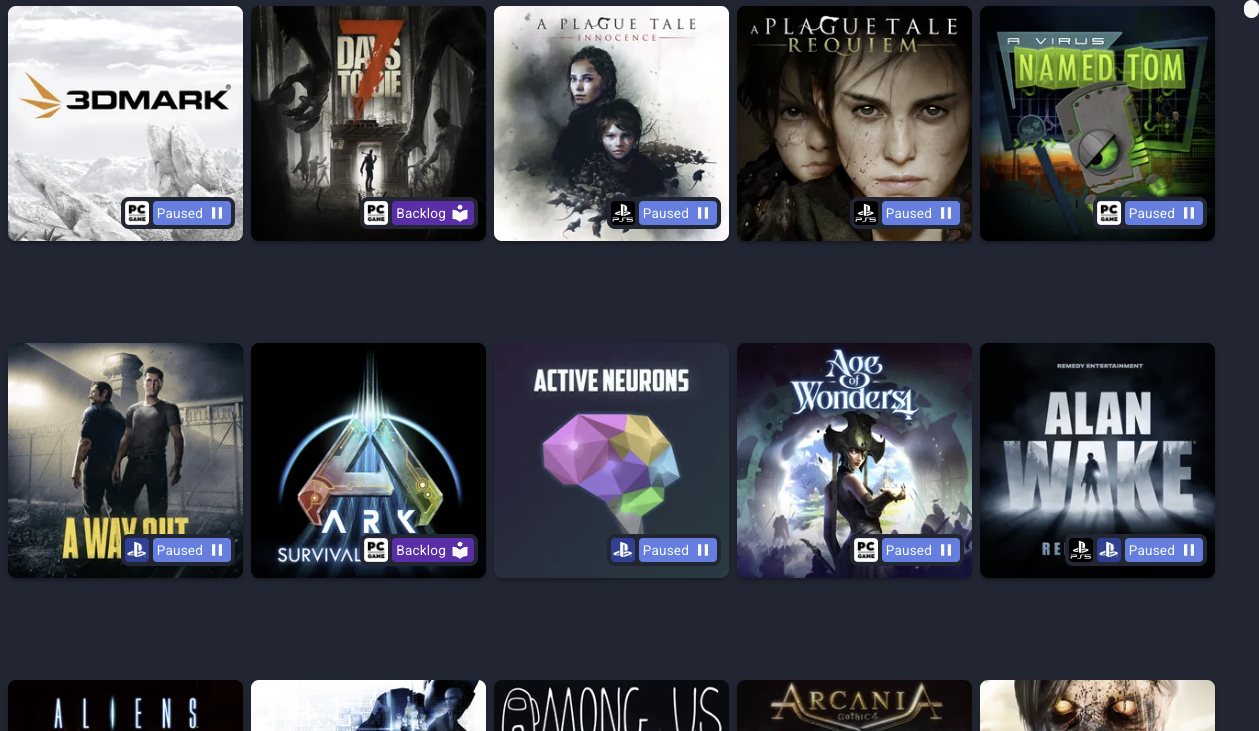 3DMARK®
PC
GAME
Paused
7
DAYS
TO DIE
PC
GAME
Backlog
A PLAGUE TALE
INNOCENCE
PS5
Paused
A PLAGUE TALE
REQUIEM
PS5
Paused
A VIRUS
NAMED TOM
PC
GAME
Paused
A WAY OUT
Paused
ARK
SURVIVAL
PC
GAME
Backlog
ACTIVE NEURONS
Paused
Age
of
Wonders 4
PC
GAME
Paused
REMEDY ENTERTAINMENT
ALAN
WAKE
RE
PS5
Paused
ALIENS
AMONG US
ARCANIA
GOTHIC 4